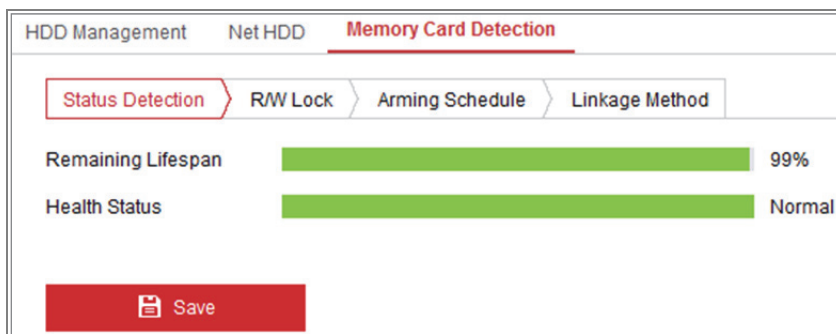 HDD Management Net HDD Memory Card Detection
Status Detection R/W Lock Arming Schedule Linkage Method
Remaining Lifespan 99%
Health Status Normal
Save